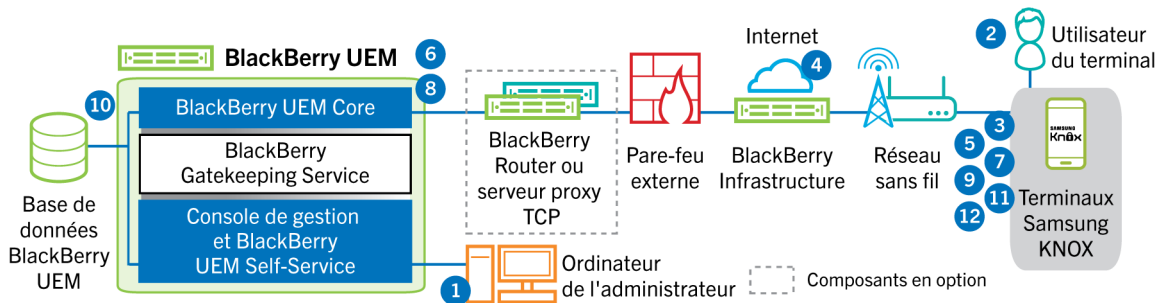 BlackBerry UEM
6
8
10
BlackBerry UEM Core
BlackBerry
Gatekeeping Service
Console de gestion
et BlackBerry
UEM Self-Service
Base de
données
BlackBerry
UEM
BlackBerry
Router ou
serveur proxy
TCP
Pare-feu
externe
Internet
4
BlackBerry
Infrastructure
Réseau
sans fil
2
Utilisateur
du terminal
3
5
7
9
11
12
SAMSUNG
Knox
Terminaux
Samsung
KNOX
1
Ordinateur
de l'administrateur
Composants en option